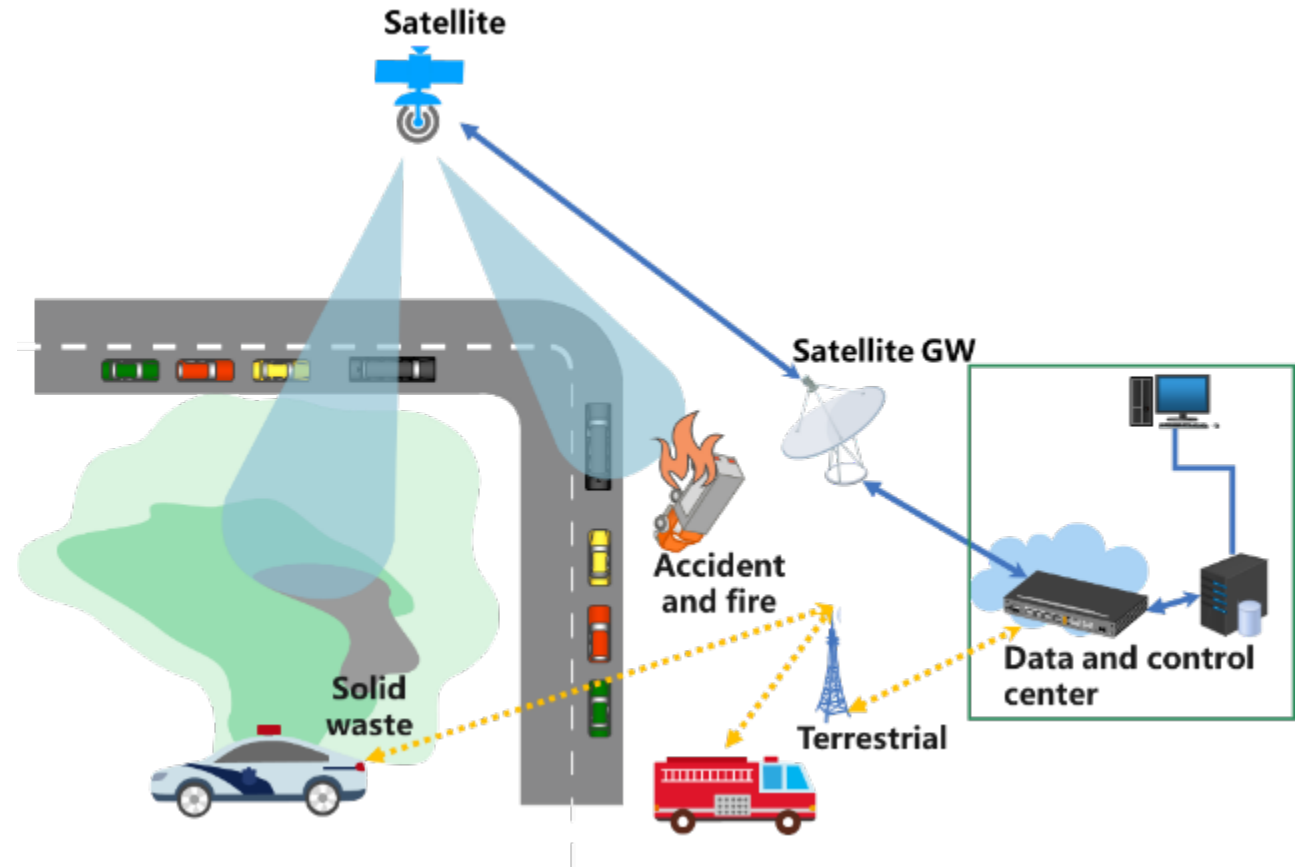 Satellite
Satellite GW
Accident
and fire
Solid
waste
Terrestrial
Data and control
center